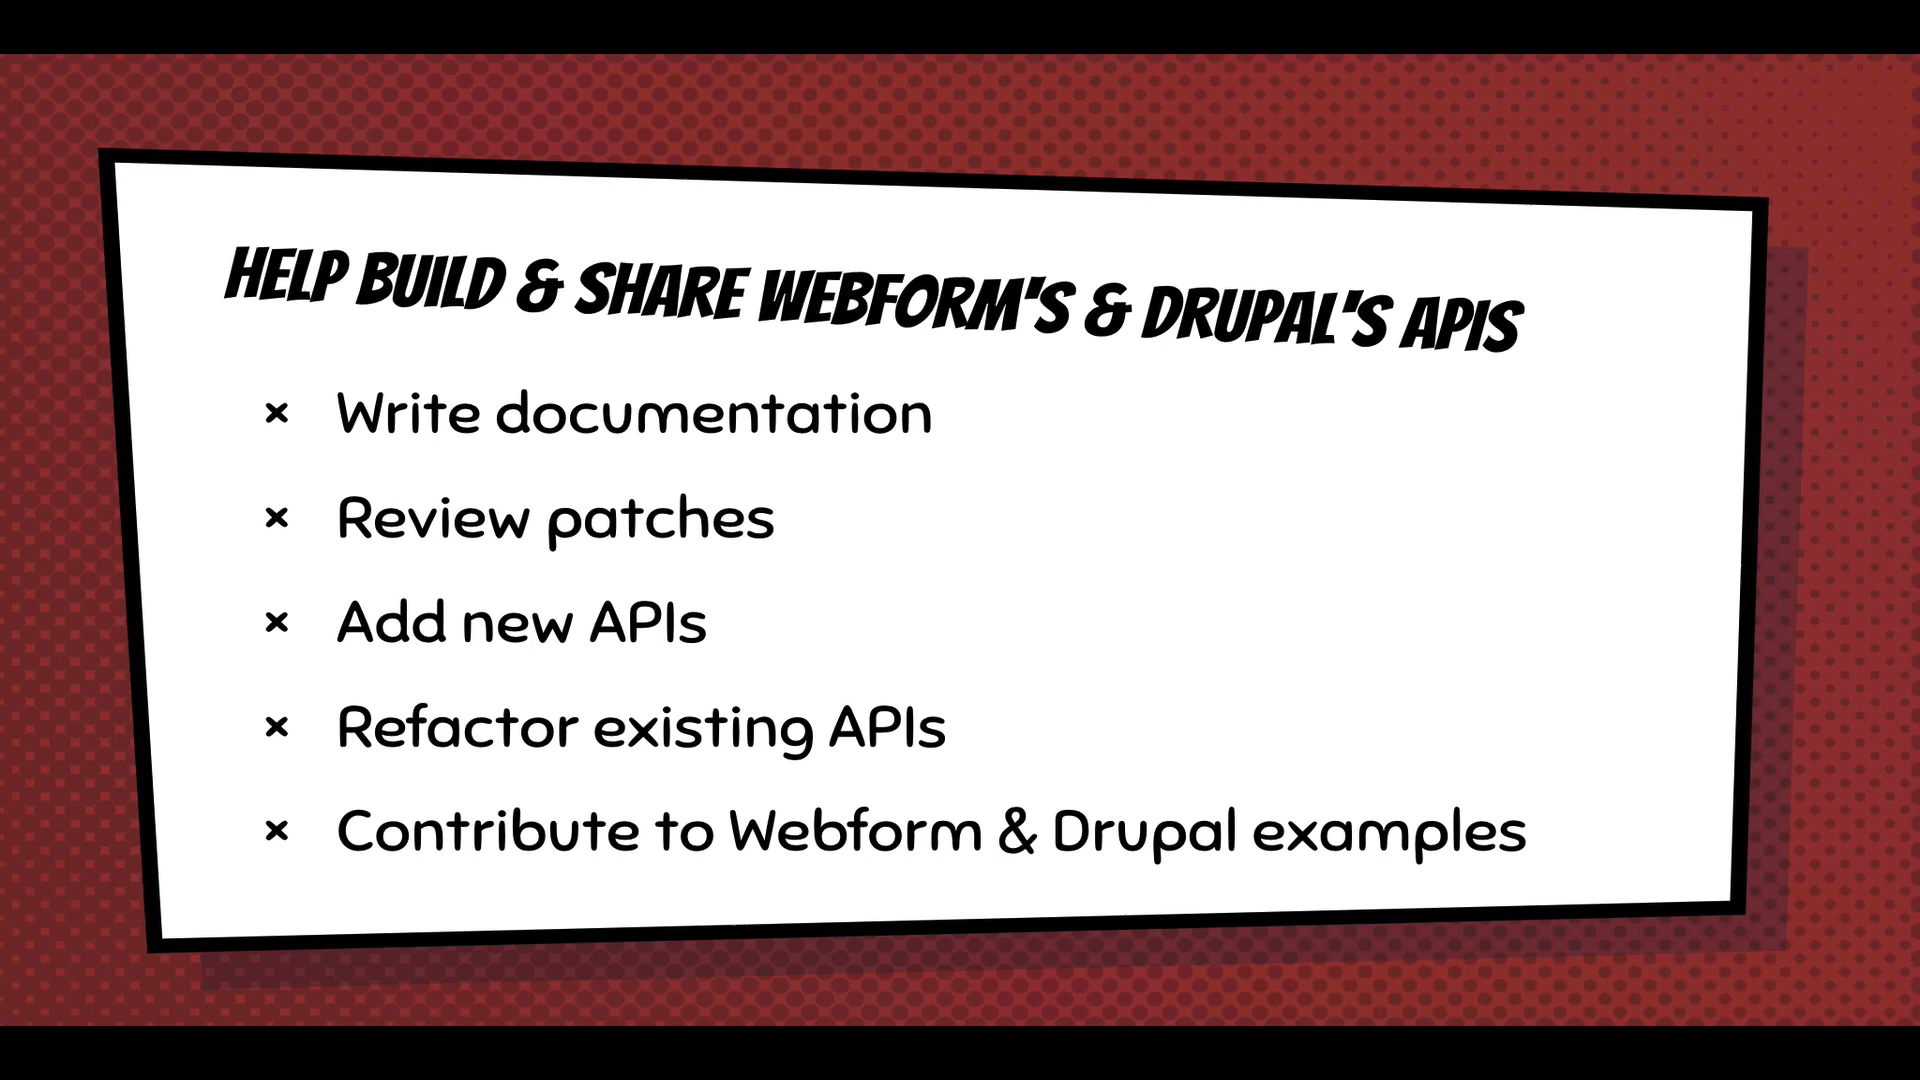 HELP BUILD & SHARE WEBFORM'S & DRUPAL'S APIS
× Write documentation
× Review patches
× Add new APIs
× Refactor existing APIs
× Contribute to Webform & Drupal examples